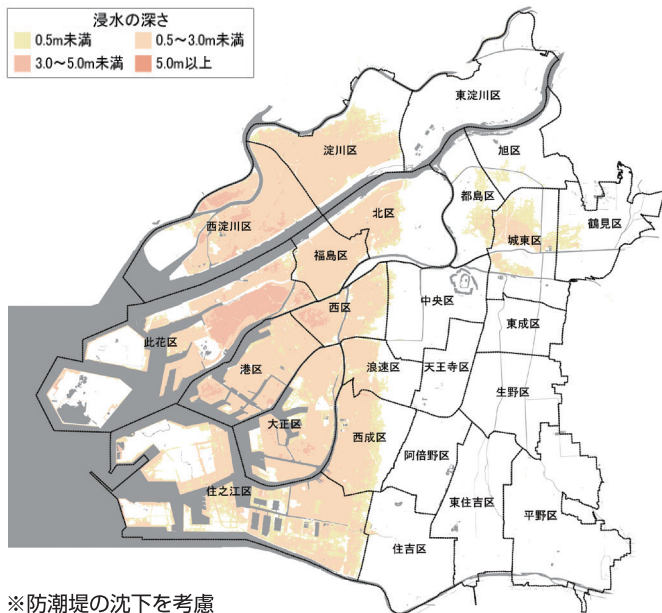 浸水の深さ
0.5m未満 0.5～3.0m未満
3.0～5.0m未満 5.0m以上
東淀川区
淀川区
旭区
都島区
北区
鶴見区
西淀川区
城東区
福島区
中央区
西区
東成区
此花区
港区
浪速区
天王寺区
生野区
大正区
西成区
阿倍野区
住之江区
東住吉区
平野区
住吉区
※防潮堤の沈下を考慮